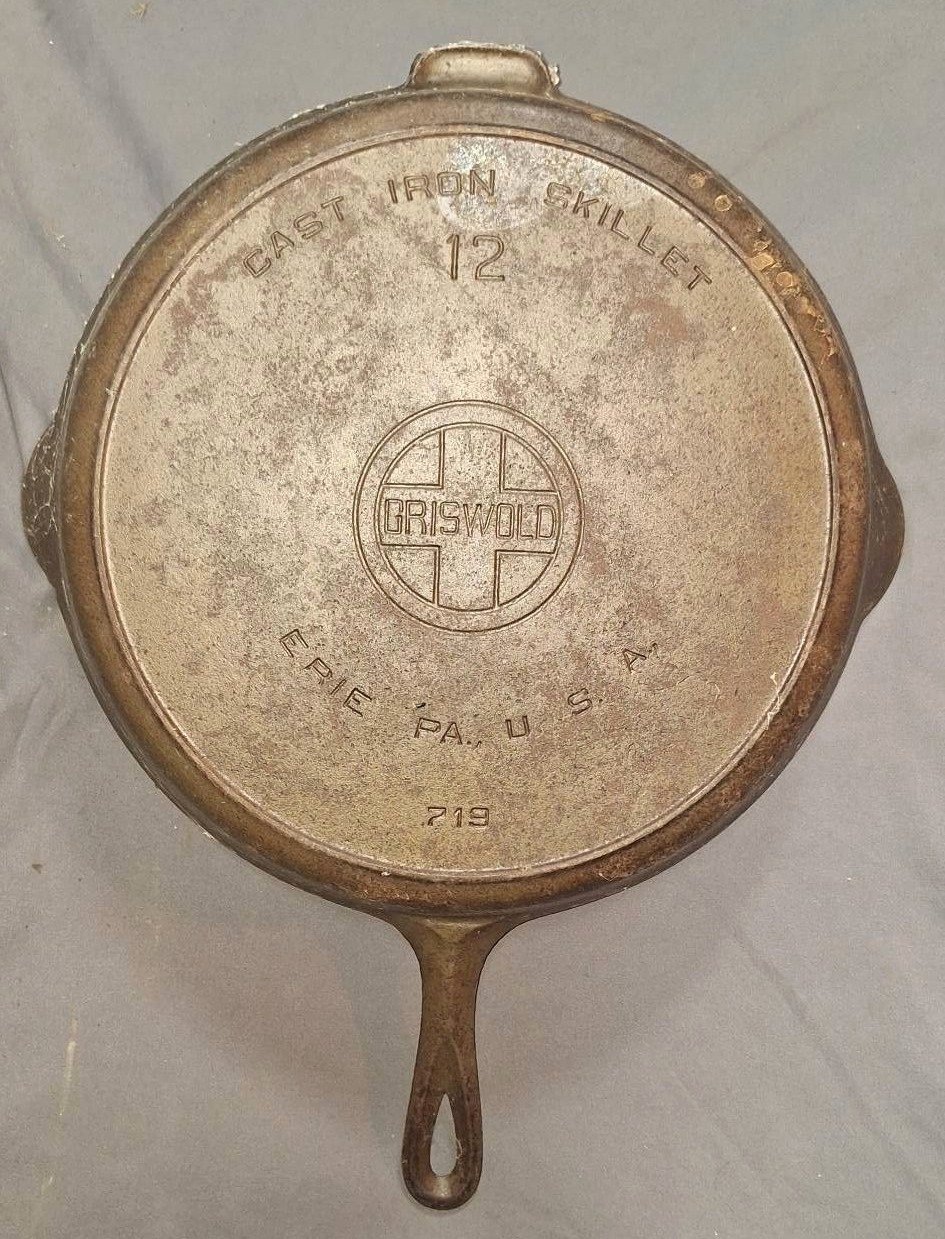 CAST IRON SKILLET
12
GRISWOLD
ERIE PA., U.S.A.
719